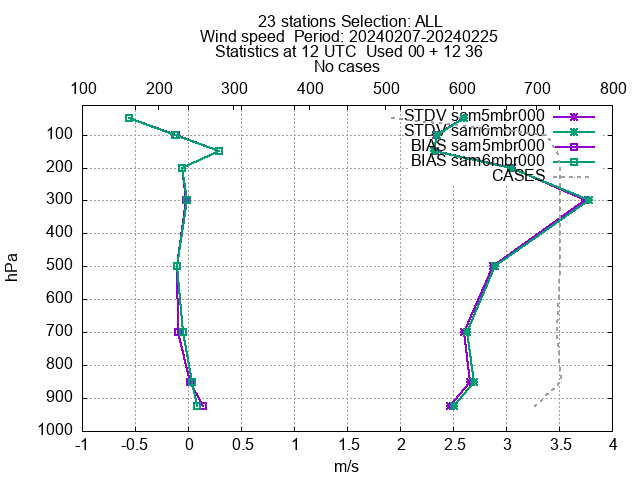 23 stations Selection: ALL
Wind speed  Period: 20240207-20240225
Statistics at 12 UTC  Used 00 + 12 36
No cases
100 200 300 400 500 600 700 800
STDV sam5mbr000
STDV sam6mbr000
BIAS sam5mbr000
BIAS sam6mbr000
CASES
hPa
100
200
300
400
500
600
700
800
900
1000
-1 -0.5 0 0.5 1 1.5 2 2.5 3 3.5 4
m/s